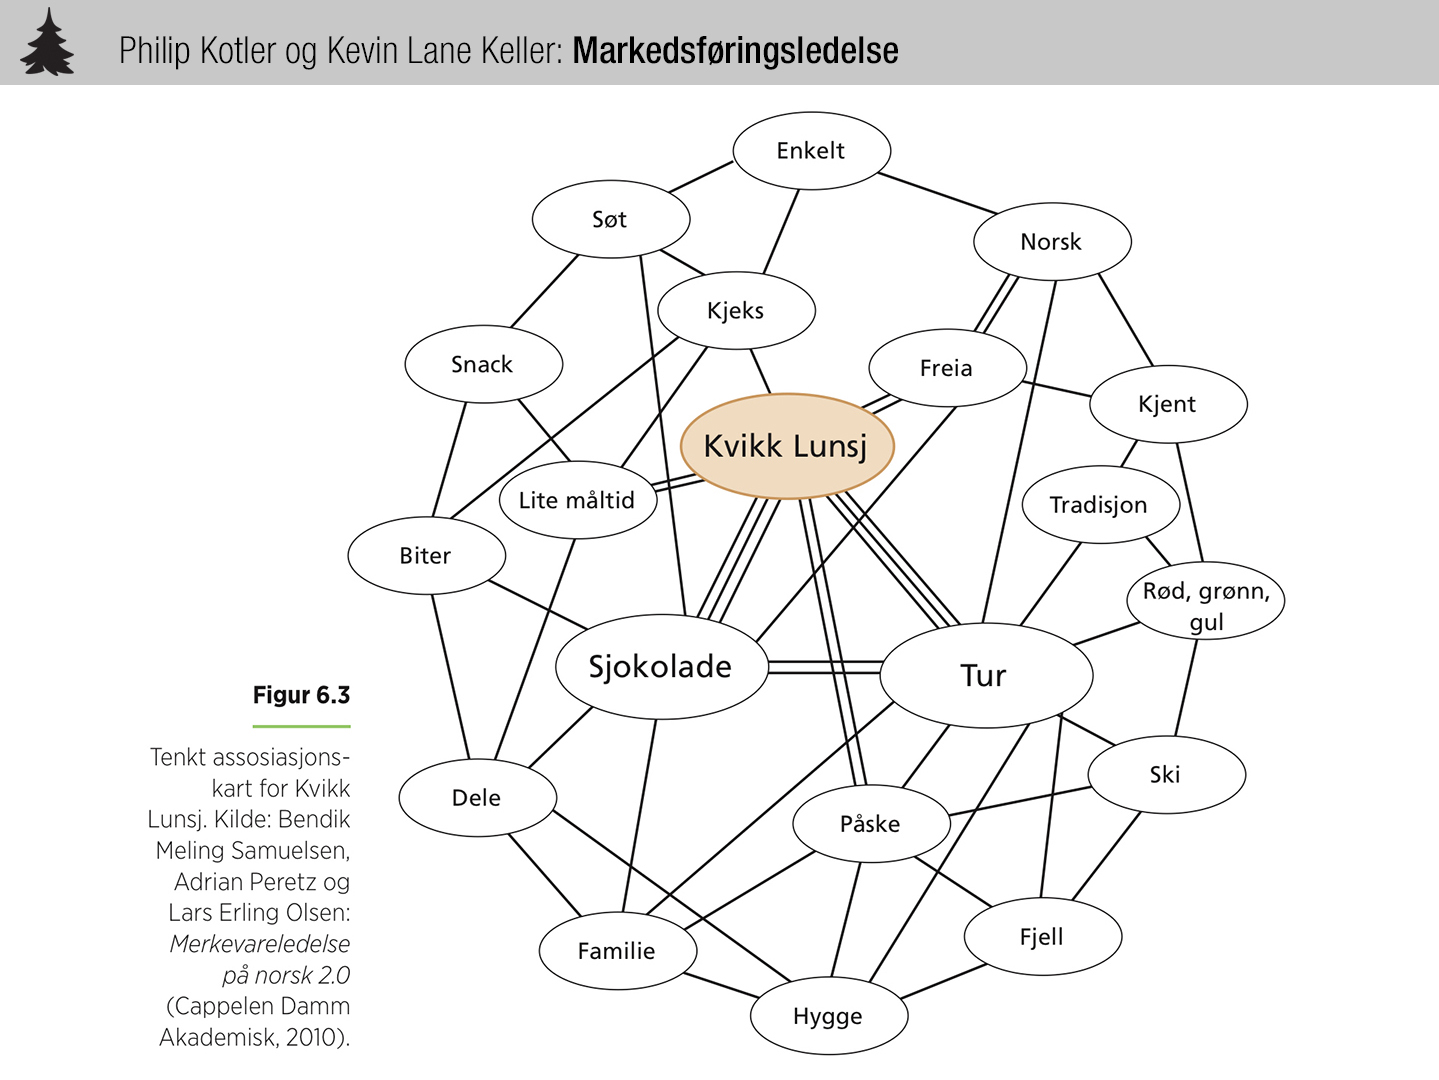 Philip Kotler og Kevin Lane Keller: Markedsføringsledelse
Enkelt
Søt
Norsk
Kjeks
Snack
Freia
Kjent
Kvikk Lunsj
Lite måltid
Tradisjon
Biter
Rød, grønn,
gul
Sjokolade
Tur
Dele
Påske
Ski
Familie
Fjell
Hygge
Figur 6.3
Tenkt assosiasjons-
kart for Kvikk
Lunsj. Kilde: Bendik
Meling Samuelsen,
Adrian Peretz og
Lars Erling Olsen:
Merkevareledelse
på norsk 2.0
(Cappelen Damm
Akademisk, 2010).